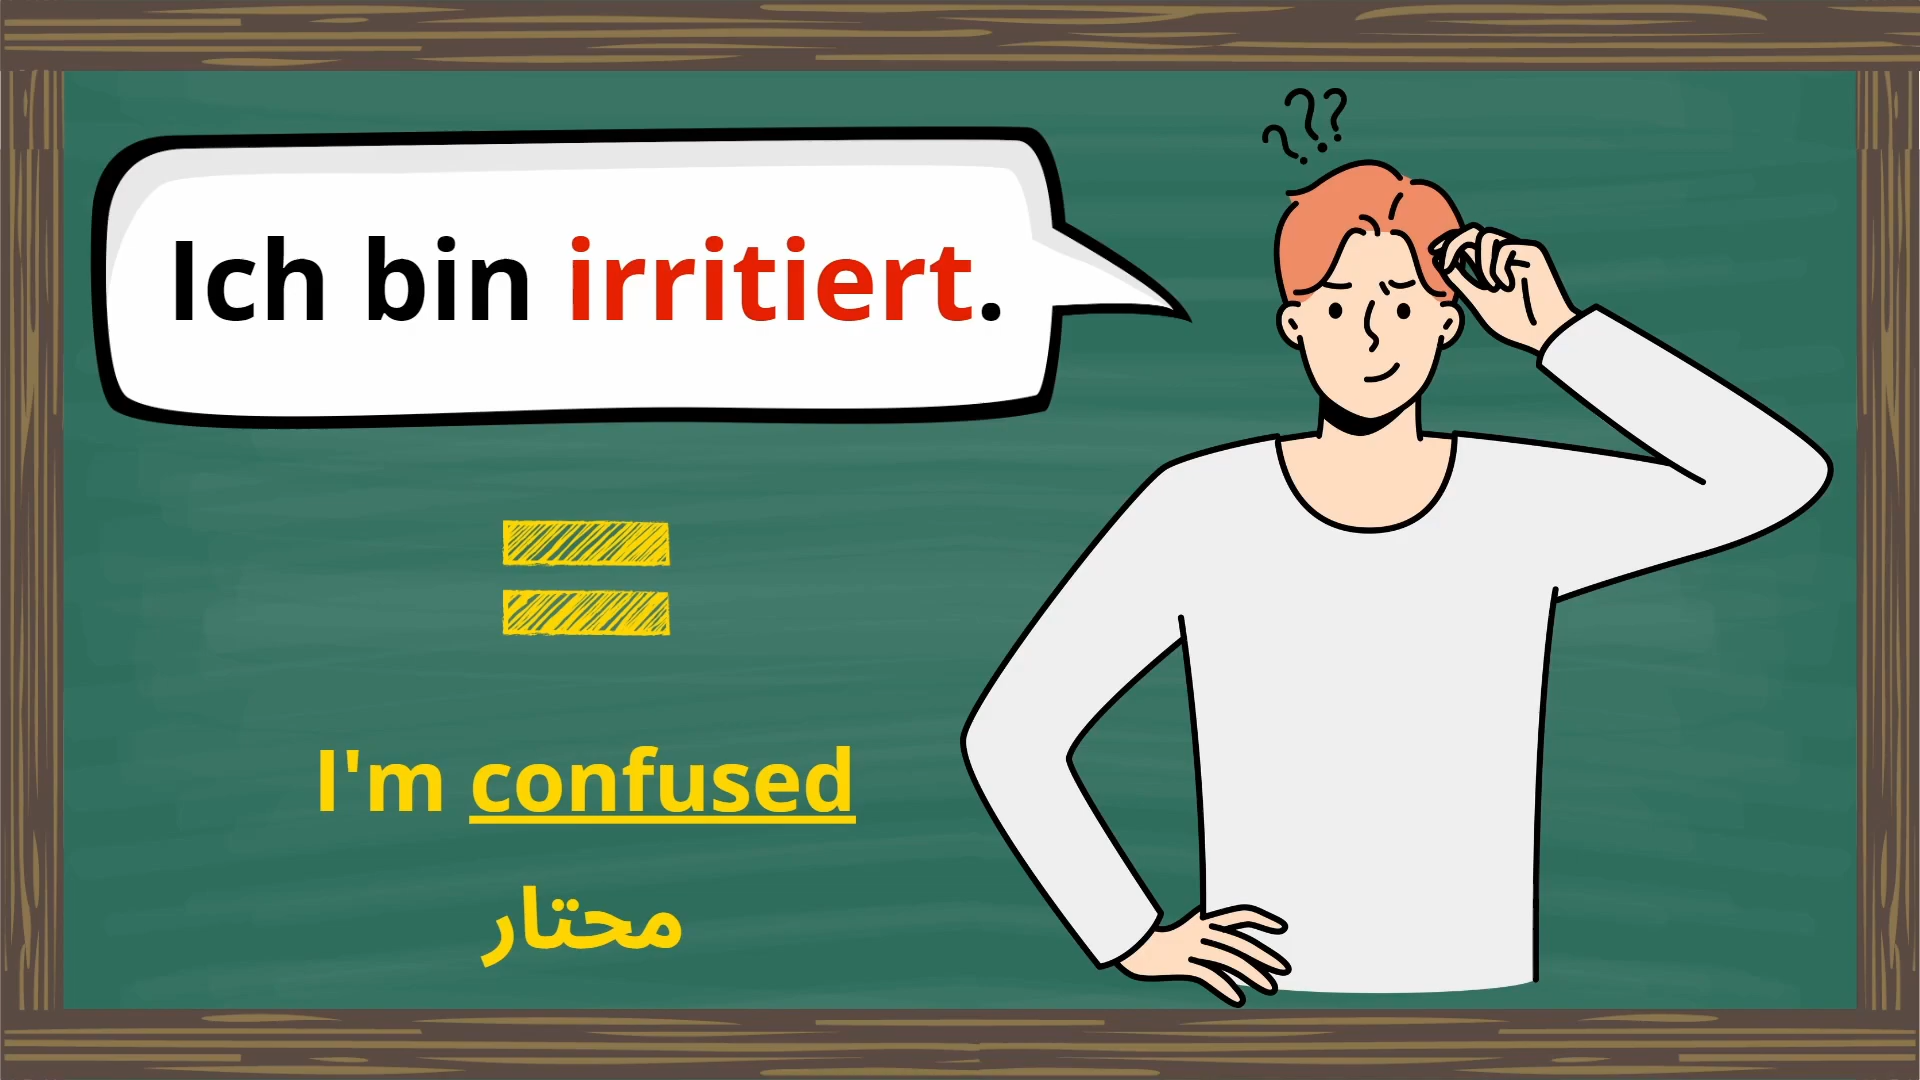 ???
Ich bin irritiert.
I'm confused
محتار